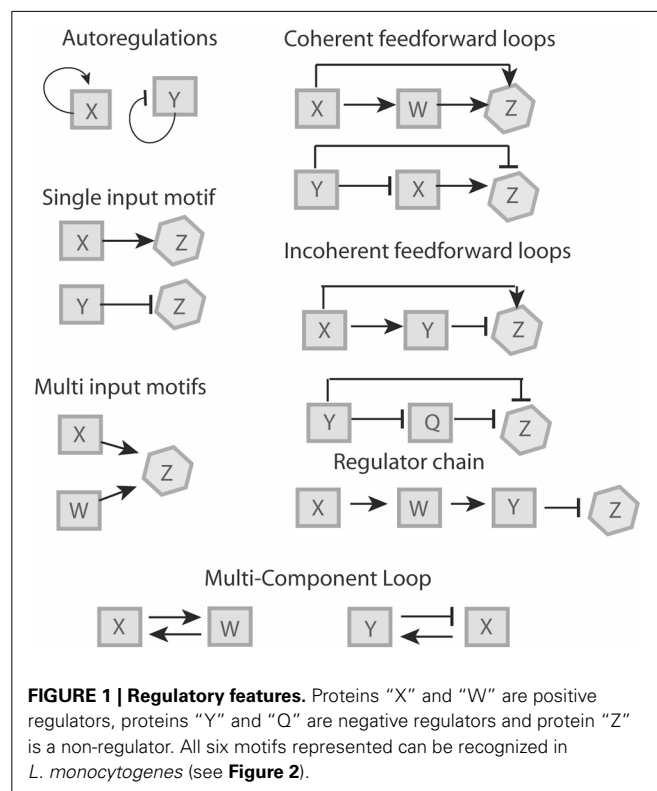 Autoregulations
X
Y
Single input motif
X Z
Y Z
Multi input motifs
X
Z
W
Coherent feedforward loops
X W Z
Y X Z
Incoherent feedforward loops
X Y Z
Y Q Z
Regulator chain
X W Y Z
Multi-Component Loop
X W Y X
FIGURE 1 | Regulatory features. Proteins “X” and “W” are positive
regulators, proteins “Y” and “Q” are negative regulators and protein “Z”
is a non-regulator. All six motifs represented can be recognized in
L. monocytogenes (see Figure 2).